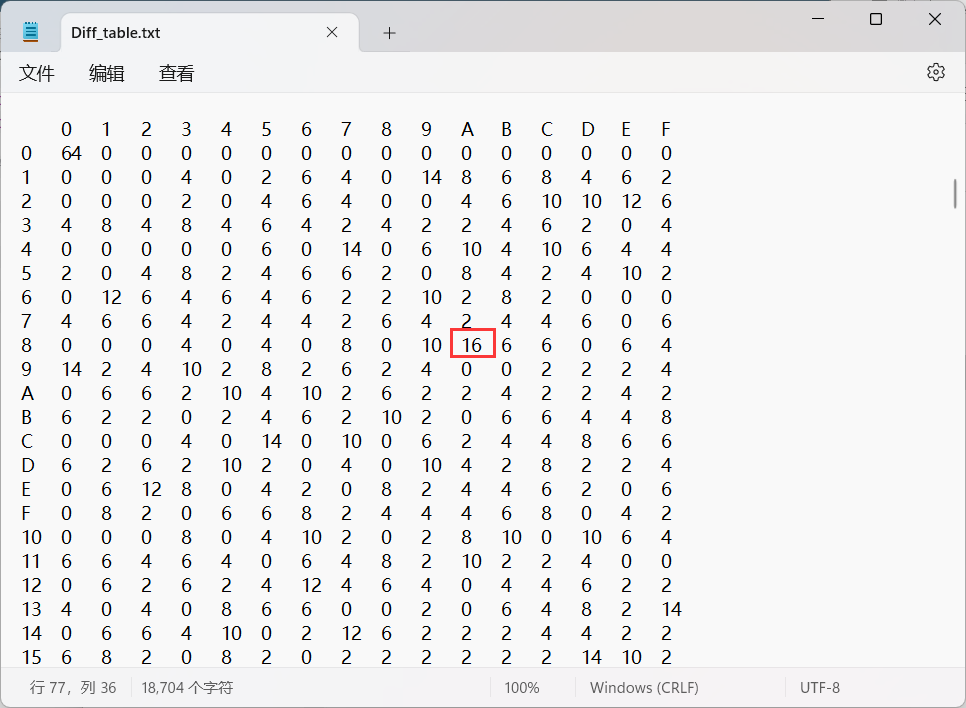 Diff_table.txt
文件 编辑 查看
0 1 2 3 4 5 6 7 8 9 A B C D E F
0 64 0 0 0 0 0 0 0 0 0 0 0 0 0 0 0
1 0 0 0 4 0 2 6 4 0 14 8 6 8 4 6 2
2 0 0 0 2 0 4 6 4 0 0 4 6 10 10 12 6
3 4 8 4 8 4 6 4 2 4 2 2 4 6 2 0 4
4 0 0 0 0 0 6 0 14 0 6 10 4 10 6 4 4
5 2 0 4 8 2 4 6 6 2 0 8 4 2 4 10 2
6 0 12 6 4 6 4 6 2 2 10 2 8 2 0 0 0
7 4 6 6 4 2 4 4 2 6 4 2 4 4 6 0 6
8 0 0 0 4 0 4 0 8 0 10 16 6 6 0 6 4
9 14 2 4 10 2 8 2 6 2 4 0 0 2 2 2 4
A 0 6 6 2 10 4 10 2 6 2 2 4 2 2 4 2
B 6 2 2 0 2 4 6 2 10 2 0 6 6 4 4 8
C 0 0 0 4 0 14 0 10 0 6 2 4 4 8 6 6
D 6 2 6 2 10 2 0 4 0 10 4 2 8 2 2 4
E 0 6 12 8 0 4 2 0 8 2 4 4 6 2 0 6
F 0 8 2 0 6 6 8 2 4 4 4 6 8 0 4 2
10 0 0 0 8 0 4 10 2 0 2 8 10 0 10 6 4
11 6 6 4 6 4 0 6 4 8 2 10 2 2 4 0 0
12 0 6 2 6 2 4 12 4 6 4 0 4 4 6 2 2
13 4 0 4 0 8 6 6 0 0 2 0 6 4 8 2 14
14 0 6 6 4 10 0 2 12 6 2 2 2 4 4 2 2
15 6 8 2 0 8 2 0 2 2 2 2 2 2 14 10 2
行 77，列 36 18,704 个字符 100% Windows (CRLF) UTF-8